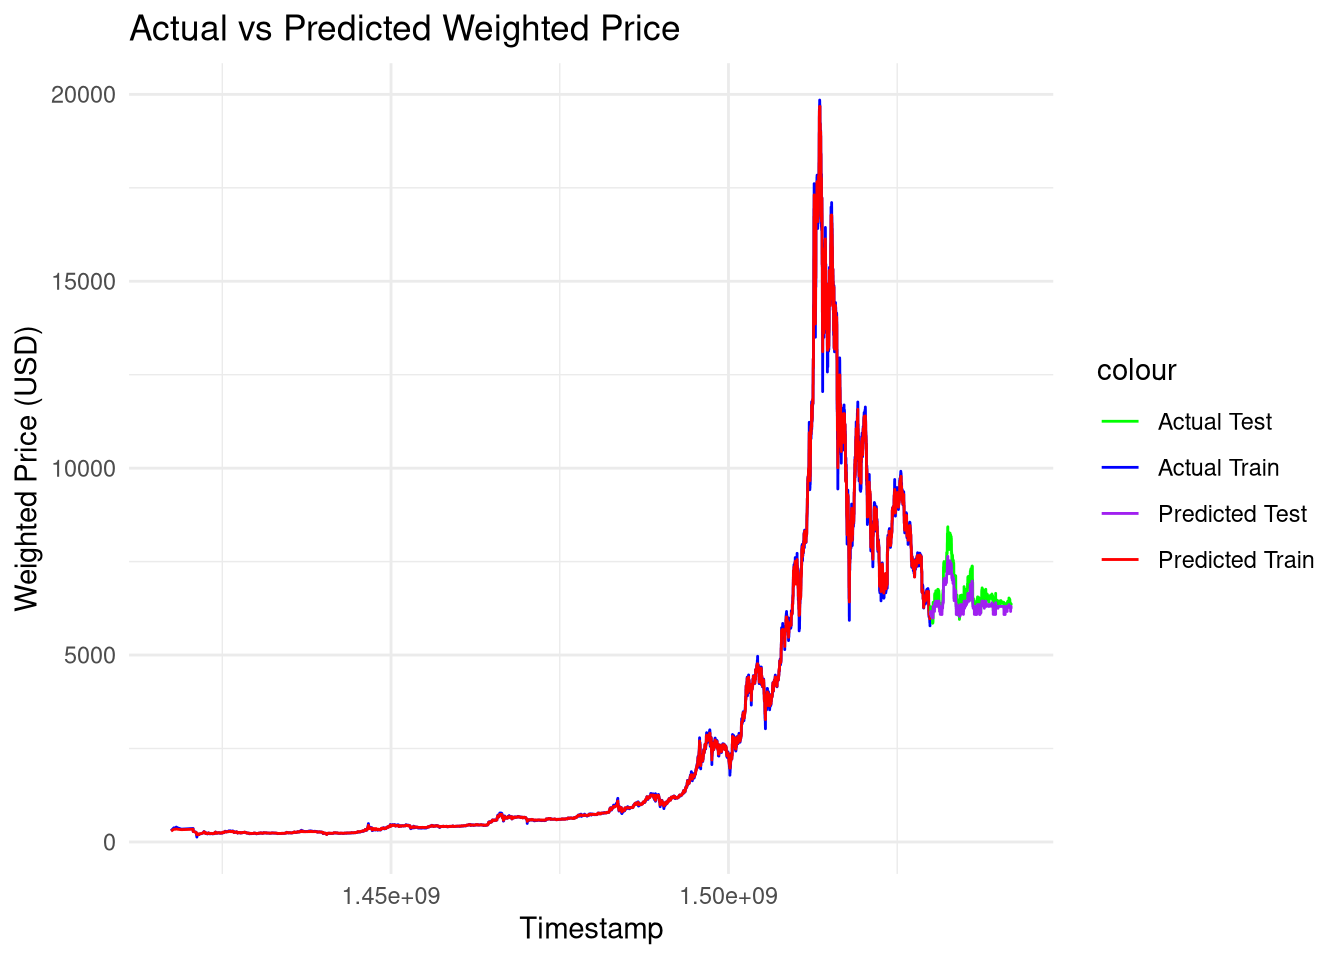 Actual vs Predicted Weighted Price
20000
15000
10000
5000
0
Weighted Price (USD)
1.45e+09
1.50e+09
Timestamp
colour
Actual Test
Actual Train
Predicted Test
Predicted Train